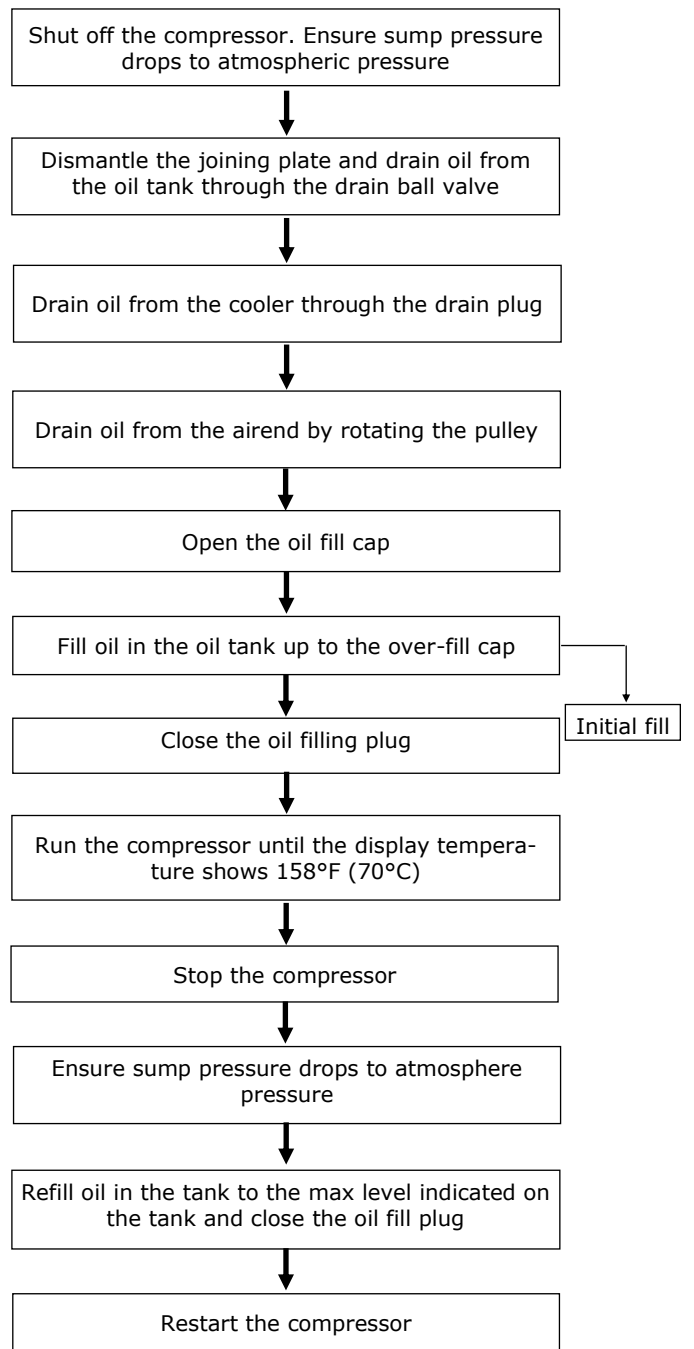 Shut off the compressor. Ensure sump pressure
drops to atmospheric pressure
Dismantle the joining plate and drain oil from
the oil tank through the drain ball valve
Drain oil from the cooler through the drain plug
Drain oil from the airend by rotating the pulley
Open the oil fill cap
Fill oil in the oil tank up to the over-fill cap
Initial fill
Close the oil filling plug
Run the compressor until the display tempera-
ture shows 158°F (70°C)
Stop the compressor
Ensure sump pressure drops to atmosphere
pressure
Refill oil in the tank to the max level indicated on
the tank and close the oil fill plug
Restart the compressor